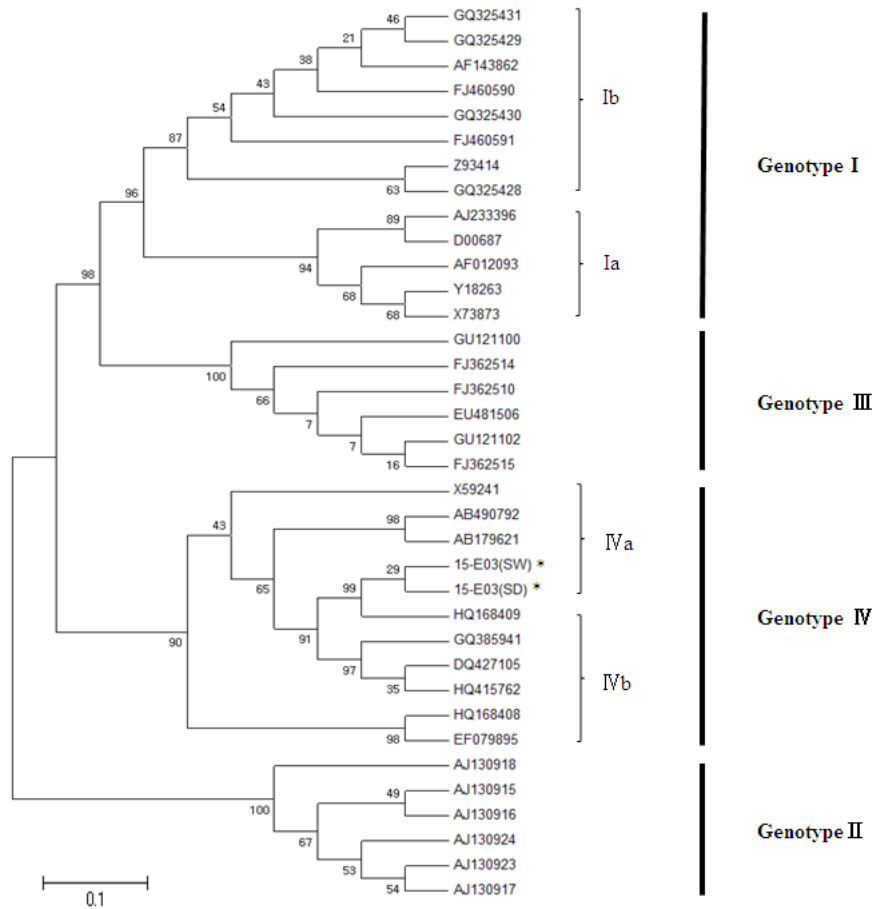 GQ325431
46
GQ325429
21
AF143862
38
FJ460590
43
GQ325430
54
FJ460591
87
Z93414
63
GQ325428
96
Ib
Genotype I
AJ233396
89
D00687
94
AF012093
68
Y18263
68
X73873
Ia
98
GU121100
100
FJ362514
66
FJ362510
7
EU481506
7
GU121102
16
FJ362515
Genotype III
X59241
43
AB490792
98
AB179621
65
15-E03(SW) *
29
15-E03(SD) *
99
IVa
HQ168409
91
GQ385941
97
DQ427105
35
HQ415762
90
HQ168408
98
EF079895
IVb
Genotype IV
AJ130918
100
AJ130915
49
AJ130916
67
AJ130924
53
AJ130923
54
AJ130917
Genotype II
0.1